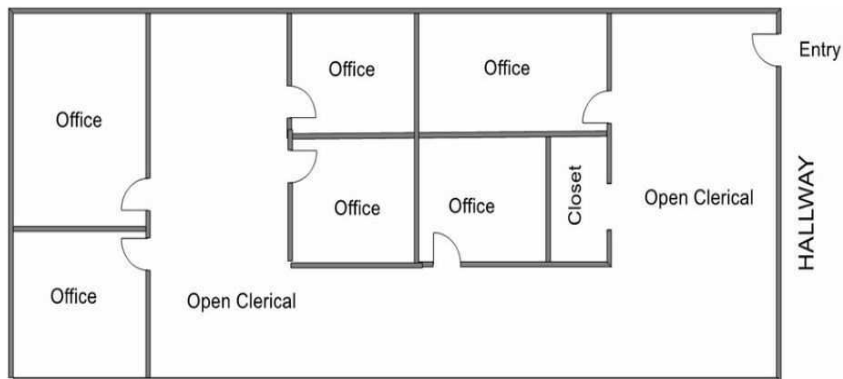 Entry
Office
Office
Office
Office
Office
Closet
Open Clerical
HALLWAY
Office
Open Clerical